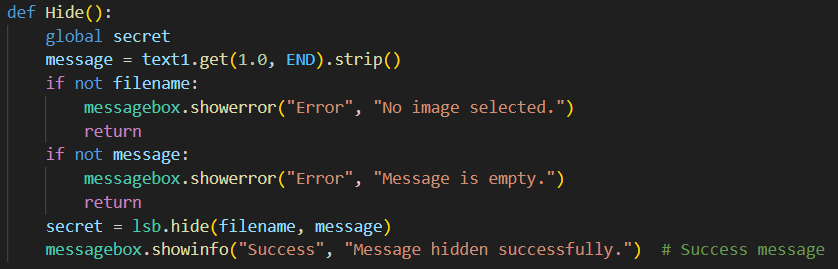 def Hide():
    global secret
    message = text1.get(1.0, END).strip()
    if not filename:
        messagebox.showerror("Error", "No image selected.")
        return
    if not message:
        messagebox.showerror("Error", "Message is empty.")
        return
    secret = lsb.hide(filename, message)
    messagebox.showinfo("Success", "Message hidden successfully.")  # Success message